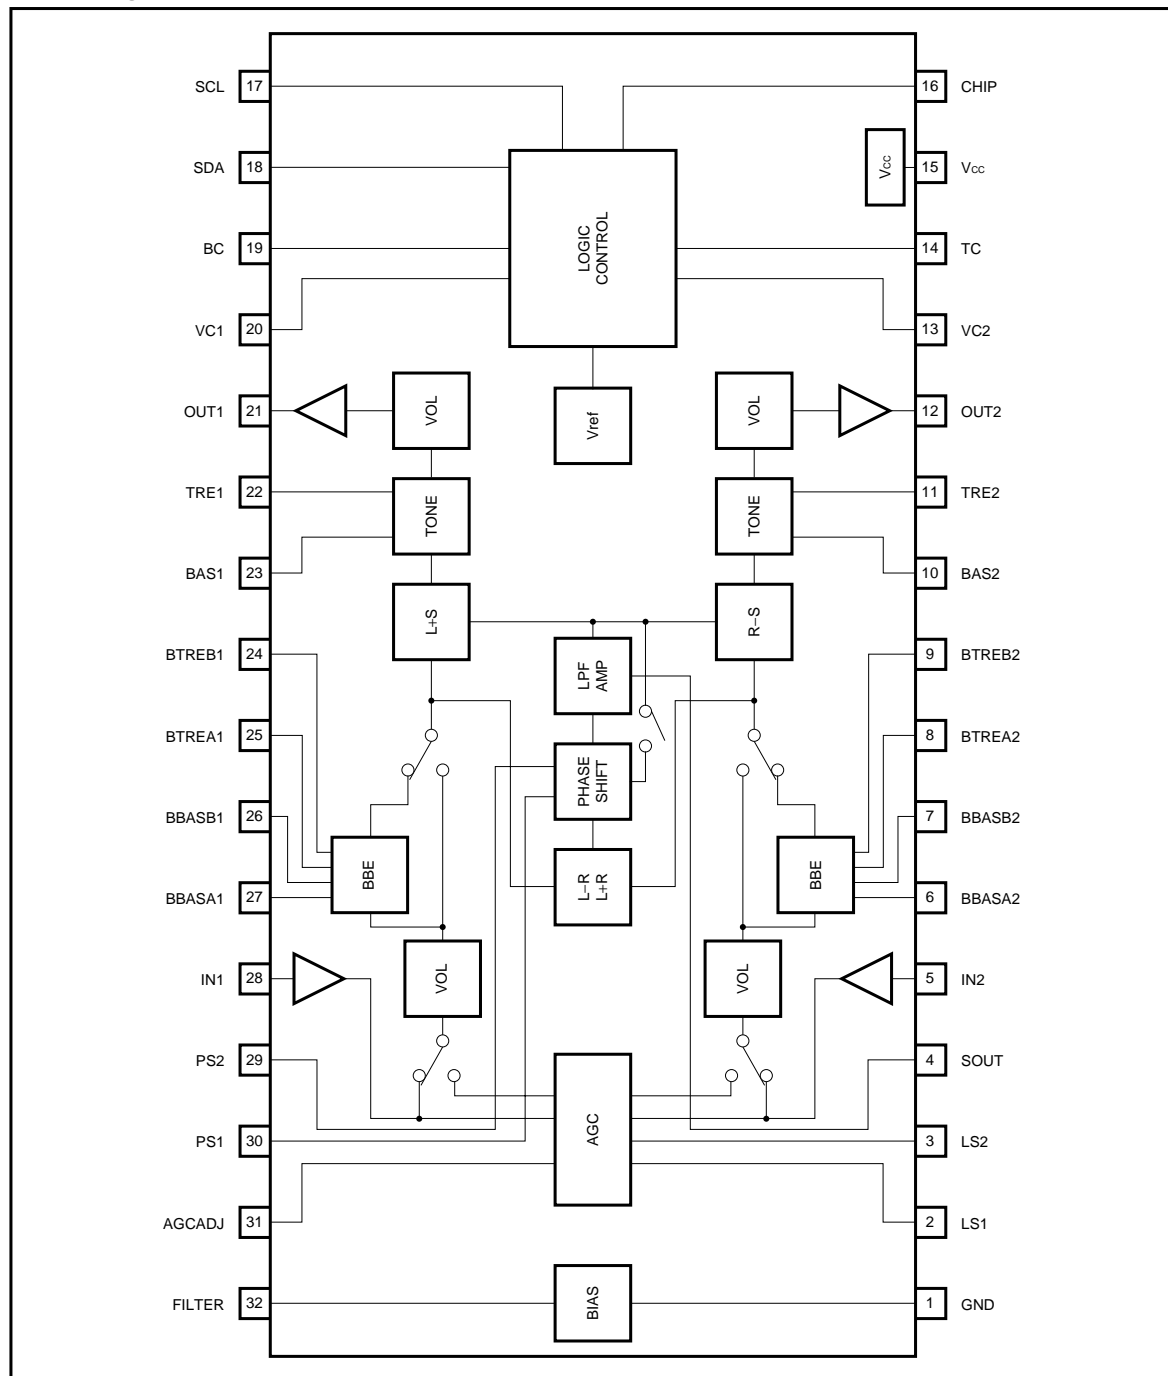 SCL 17
16 CHIP
SDA 18
Vcc
15 Vcc
BC 19
LOGIC
CONTROL
14 TC
VC1 20
13 VC2
OUT1 21
VOL
Vref
VOL
12 OUT2
TRE1 22
TONE
TONE
11 TRE2
BAS1 23
10 BAS2
L+S
R−S
BTREB1 24
LPF
AMP
9 BTREB2
BTREA1 25
8 BTREA2
PHASE
SHIFT
BBASB1 26
7 BBASB2
BBE
L−R
L+R
BBE
BBASA1 27
6 BBASA2
IN1 28
VOL
VOL
5 IN2
PS2 29
4 SOUT
AGC
PS1 30
3 LS2
AGCADJ 31
2 LS1
FILTER 32
BIAS
1 GND